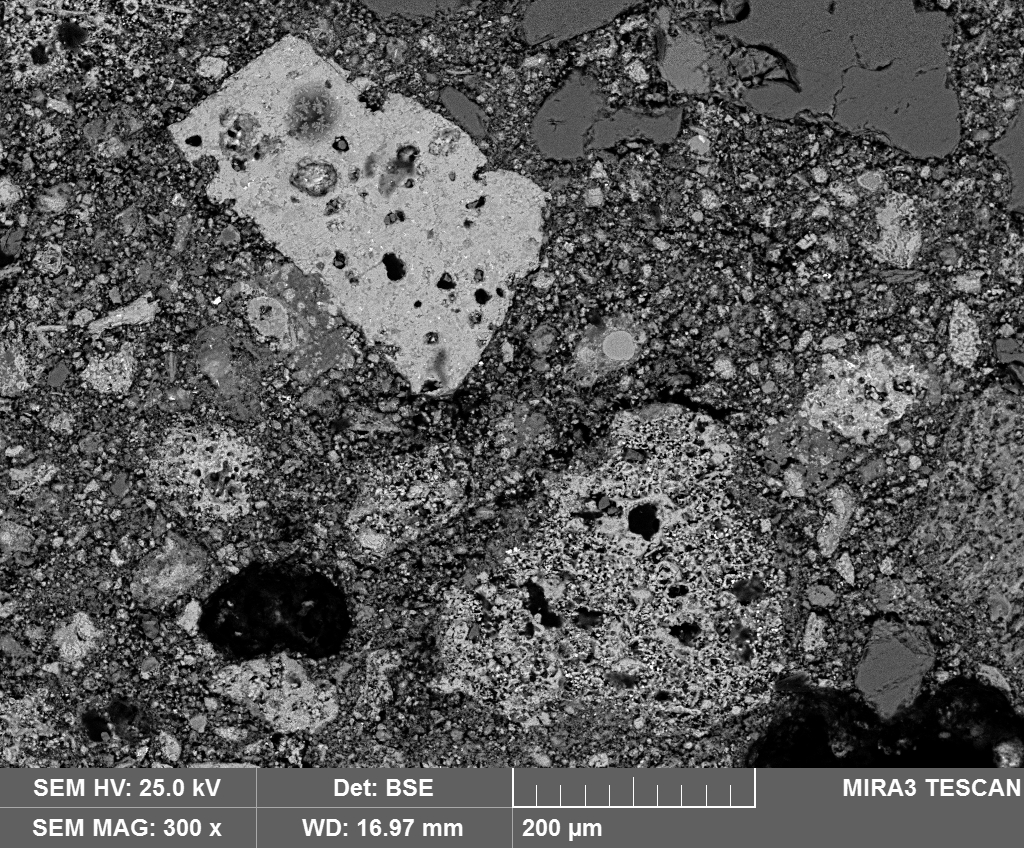 SEM HV: 25.0 kV Det: BSE MIRA3 TESCAN
SEM MAG: 300 x WD: 16.97 mm 200 µm